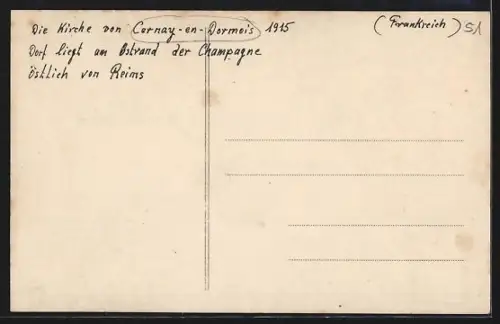 Die Kirche von Cernay-en-Dormois 1915
(Frankreich) 51
Dorf liegt am Ostrand der Champagne
östlich von Reims